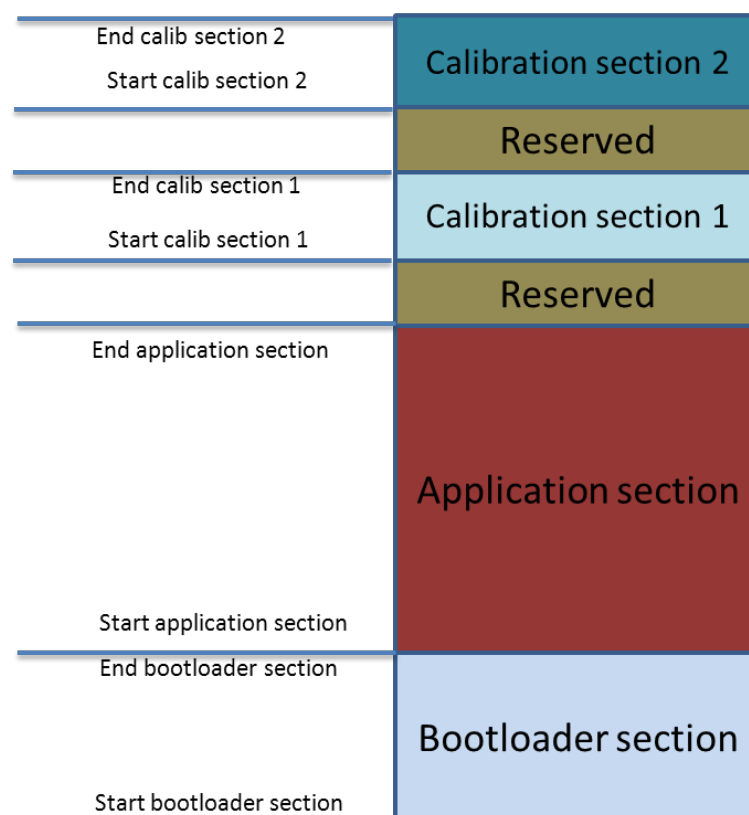 End calib section 2
Calibration section 2
Start calib section 2
Reserved
End calib section 1
Calibration section 1
Start calib section 1
Reserved
End application section
Application section
Start application section
End bootloader section
Bootloader section
Start bootloader section